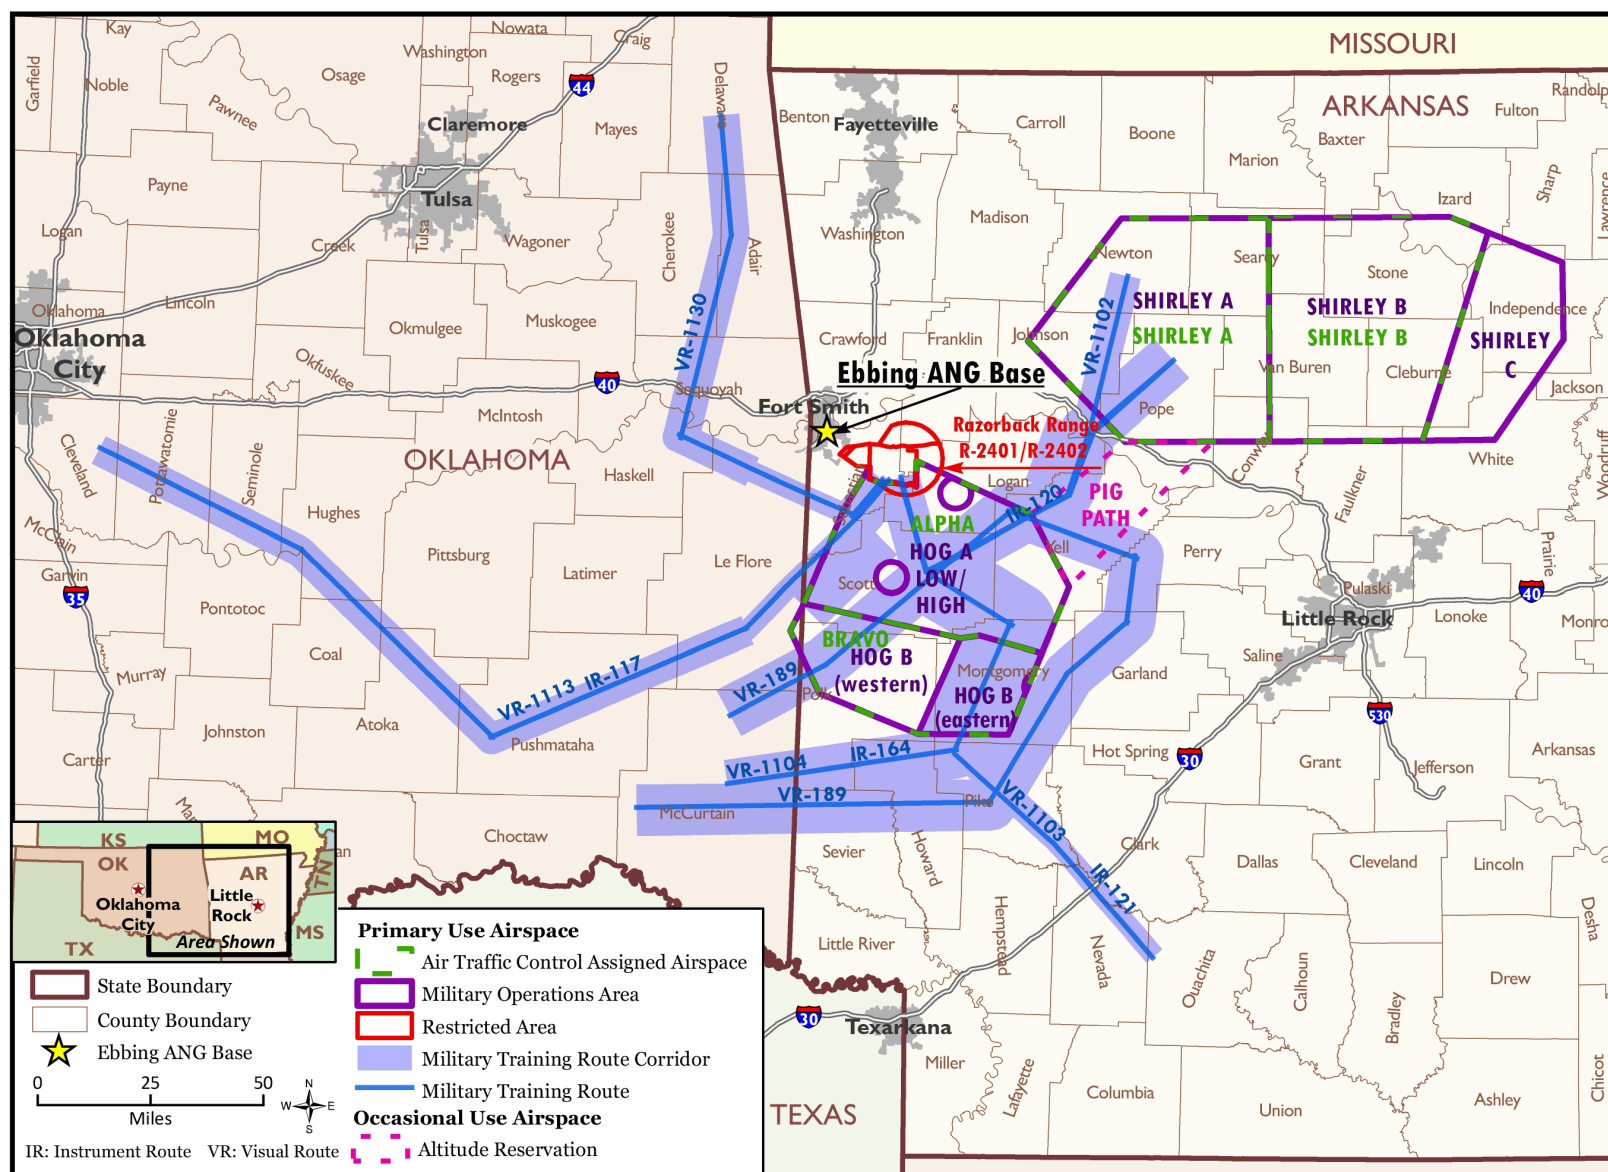 MISSOURI
ARKANSAS
OKLAHOMA
TEXAS
Kay
Nowata
Craig
Washington
Garfield
Noble
Osage
Rogers
Delaware
44
Pawnee
Claremore
Mayes
Benton
Fayetteville
Carroll
Boone
Baxter
Fulton
Randolp
Marion
Payne
Tulsa
Tulsa
Izard
Sharp
Lawrence
Logan
Creek
Wagoner
Cherokee
Adair
Washington
Madison
Newton
Searcy
Stone
Independence
SHIRLEY A
SHIRLEY A
SHIRLEY B
SHIRLEY B
SHIRLEY
C
Oklahoma
Lincoln
Okmulgee
Muskogee
VR-1130
Crawford
Franklin
Johnson
VR-1102
Van Buren
Cleburne
Jackson
Oklahoma
City
Okfuskee
40
Sequoyah
Ebbing ANG Base
Fort Smith
McIntosh
Pope
Razorback Range
R-2401/R-2402
Cleveland
Pottawatomie
Seminole
Haskell
Sebastian
Logan
Conway
White
Woodruff
Faulkner
PIG
PATH
IR-120
Hughes
McClain
ALPHA
HOG A
LOW/
HIGH
Yell
Perry
Prairie
Garvin
35
Pittsburg
Latimer
Le Flore
Scott
Pulaski
40
Pontotoc
Little Rock
Lonoke
Monro
BRAVO
HOG B
(western)
Coal
Murray
VR-189
Polk
Montgomery
HOG B
(eastern)
Garland
Saline
VR-1113
IR-117
530
Johnston
Atoka
Pushmataha
Carter
IR-164
VR-1104
Hot Spring
30
Grant
Jefferson
Arkansas
VR-189
McCurtain
Pike
VR-1103
Choctaw
Sevier
Howard
Clark
Dallas
Cleveland
Lincoln
IR-121
Desha
Little River
Hempstead
Nevada
Ouachita
Calhoun
Drew
Bradley
30
Texarkana
Miller
Lafayette
Columbia
Union
Ashley
Chicot
KS
MO
OK
AR
TN
Oklahoma
City
Little
Rock
TX
Area Shown
MS
State Boundary
County Boundary
Ebbing ANG Base
0 25 50
Miles
N
W E
S
IR: Instrument Route VR: Visual Route
Primary Use Airspace
Air Traffic Control Assigned Airspace
Military Operations Area
Restricted Area
Military Training Route Corridor
Military Training Route
Occasional Use Airspace
Altitude Reservation